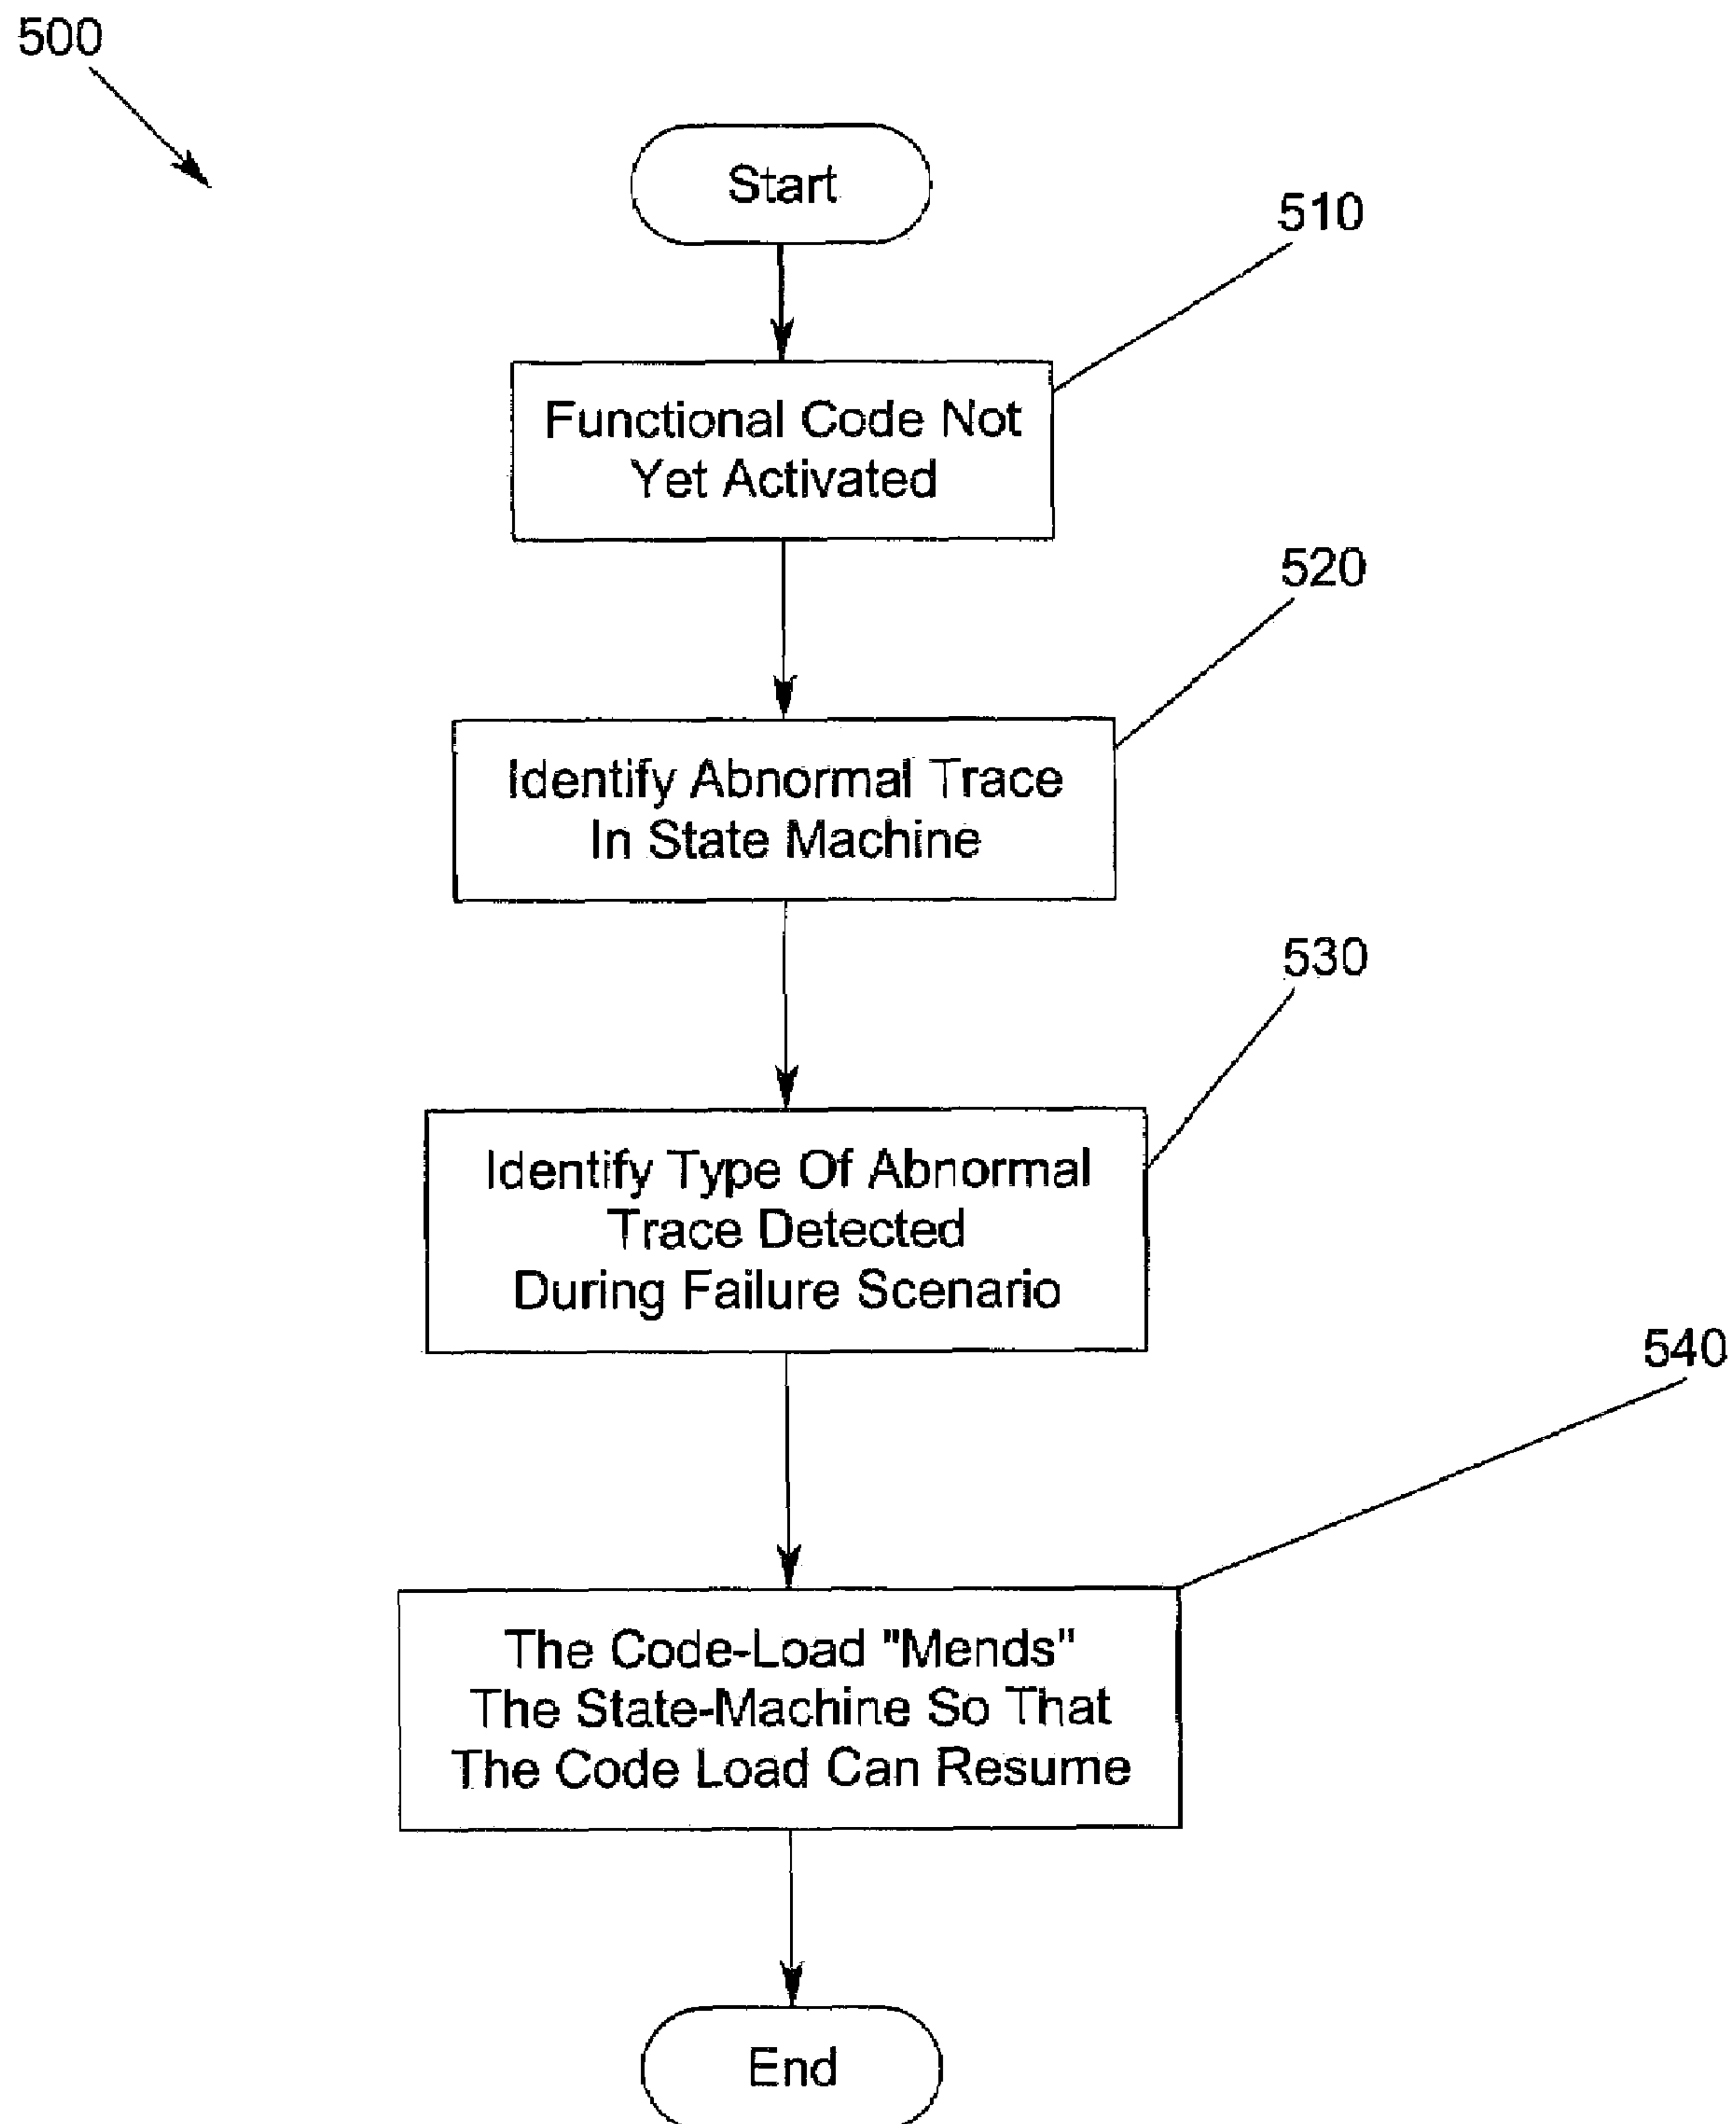 500
Start
510
Functional Code Not
Yet Activated
520
Identify Abnormal Trace
In State Machine
530
Identify Type Of Abnormal
Trace Detected
During Failure Scenario
540
The Code-Load "Mends"
The State-Machine So That
The Code Load Can Resume
End